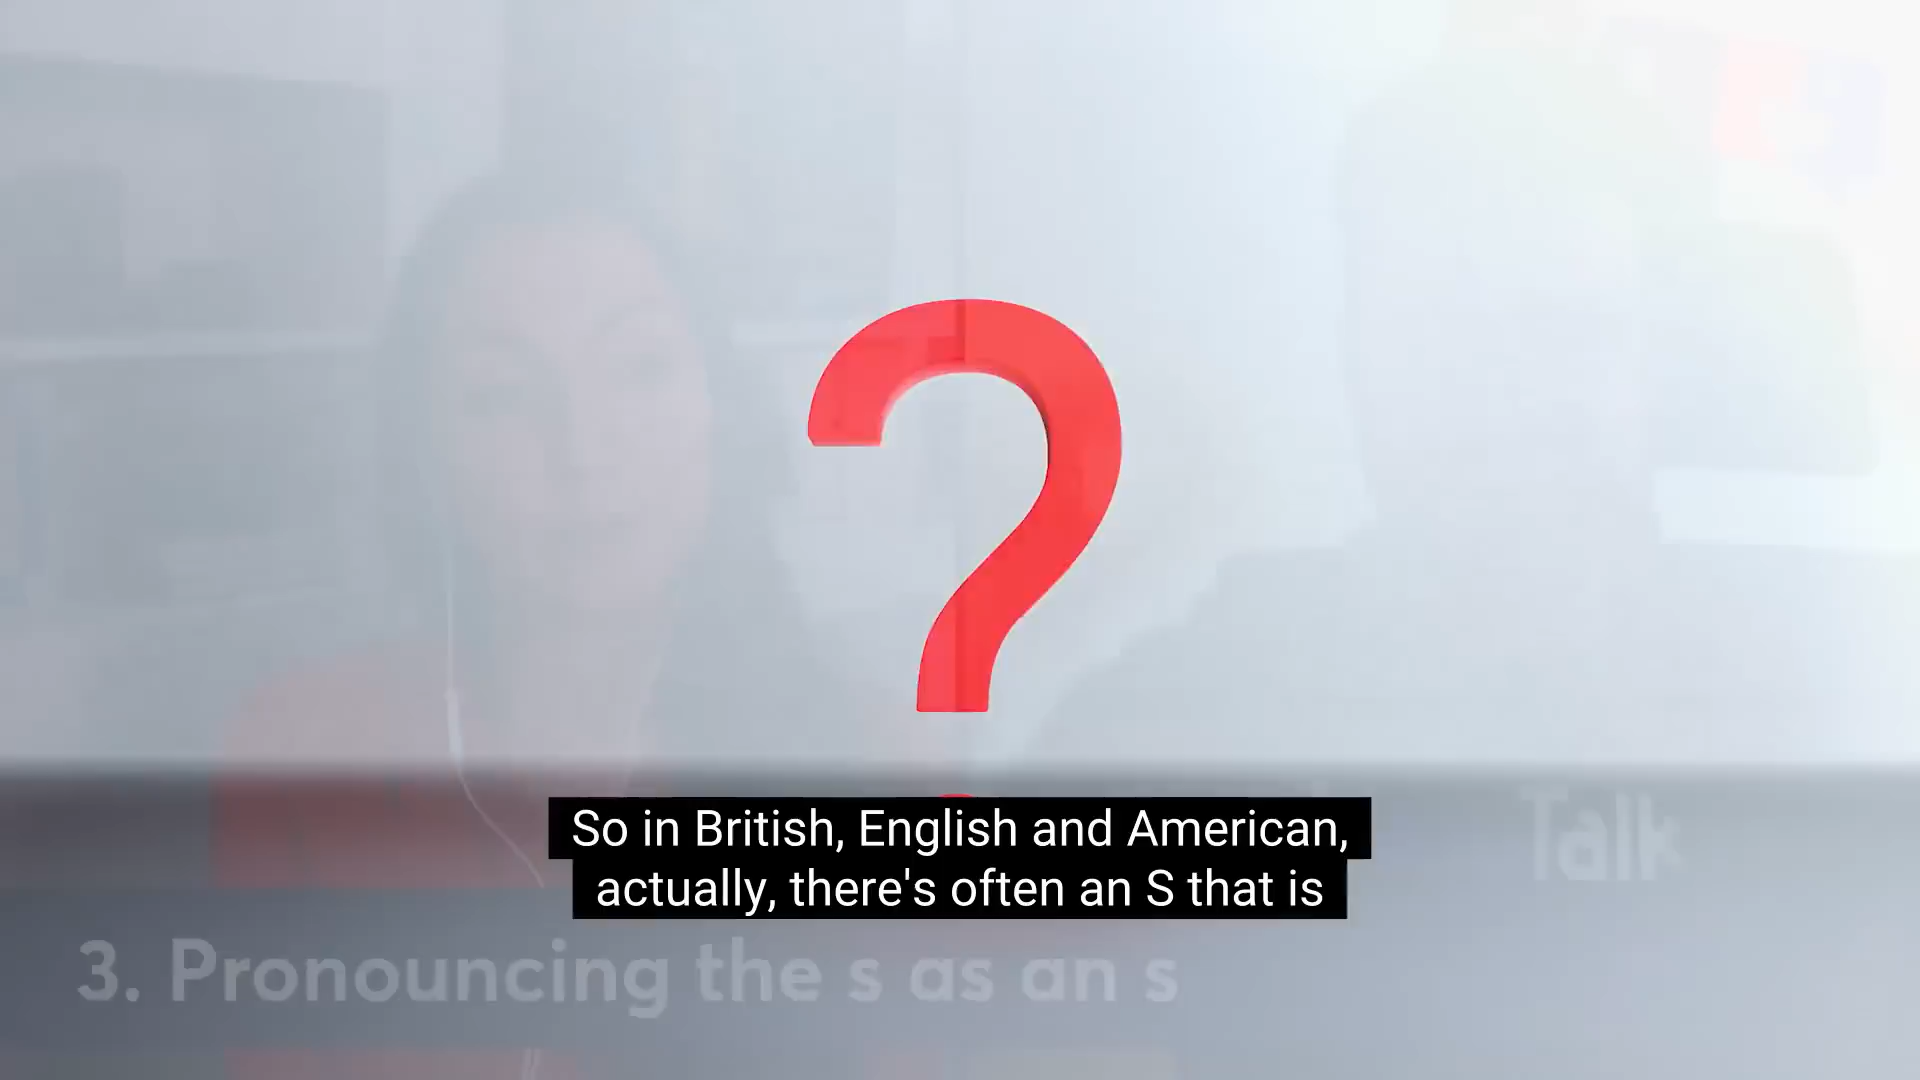 So in British, English and American,
actually, there's often an S that is
Talk
3. Pronouncing the s as an s